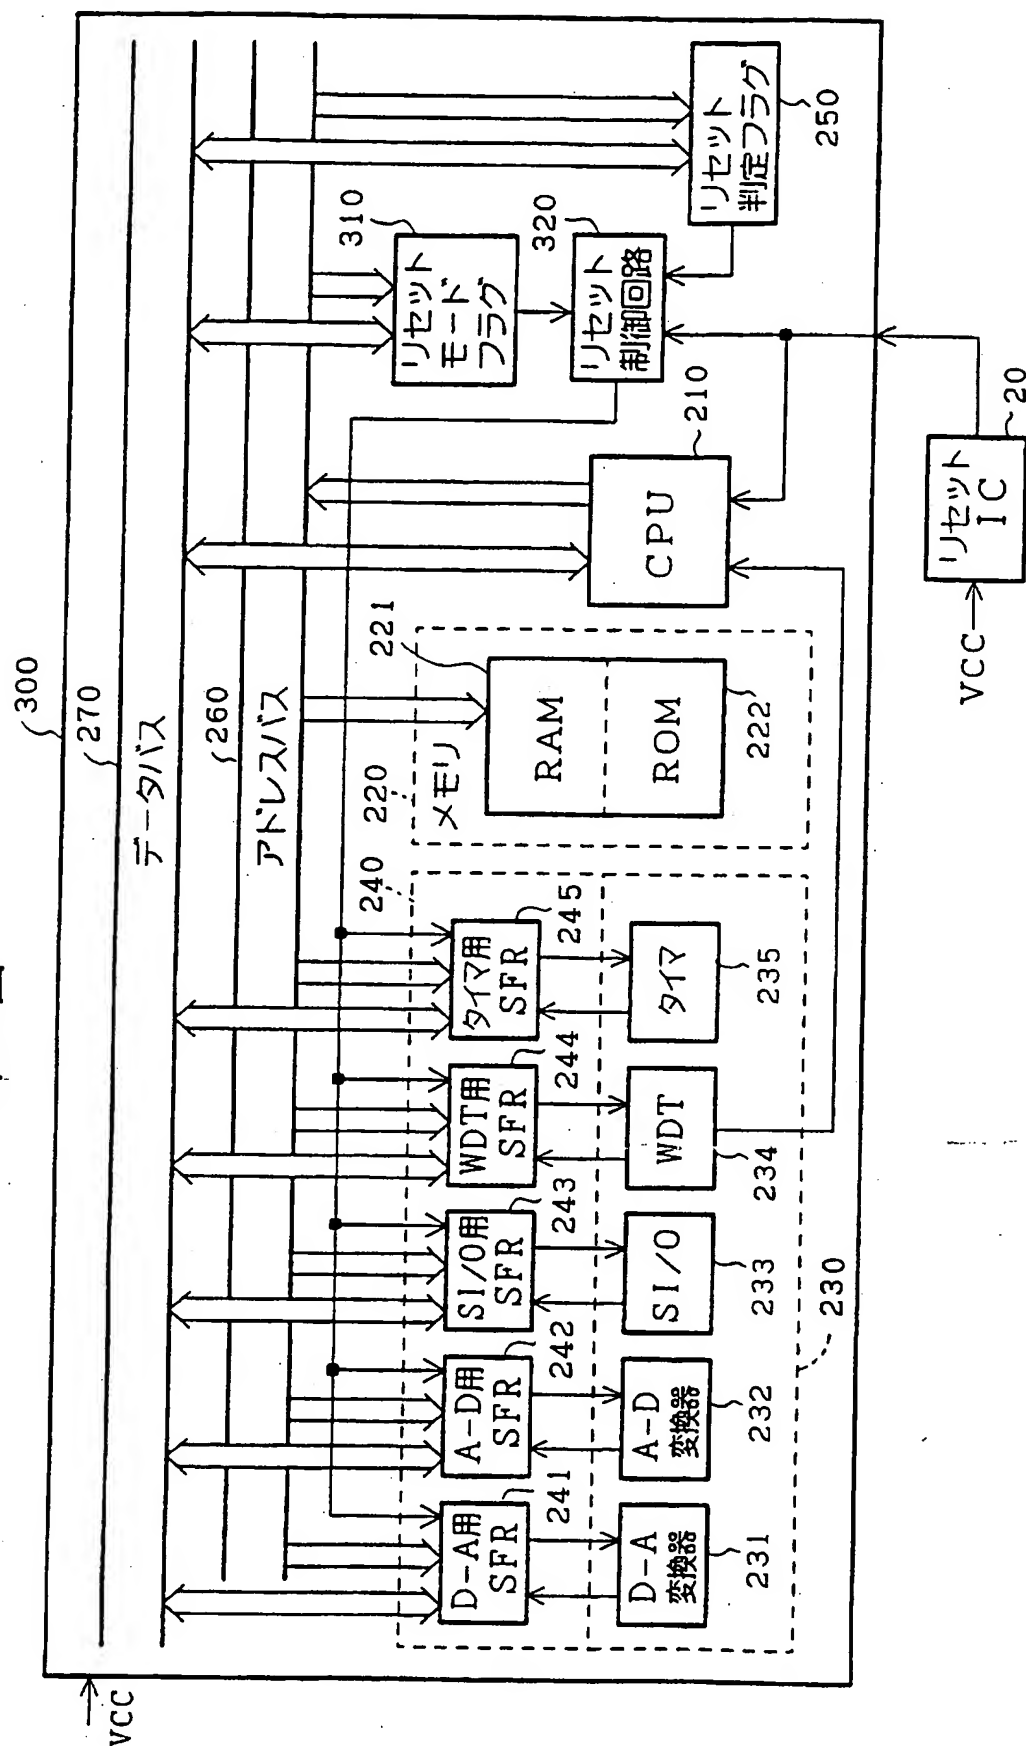 300
270
データバス
260
アドレスバス
VCC
240
220
メモリ
221
RAM
ROM
222
310
リセット
モード
フラグ
320
リセット
制御回路
リセット
判定フラグ
250
210
CPU
D-A用
SFR
241
A-D用
SFR
242
SI/O用
SFR
243
WDT用
SFR
244
タイマ用
SFR
245
D-A
変換器
231
A-D
変換器
232
SI/O
233
WDT
234
タイマ
235
230
VCC
リセット
IC
20